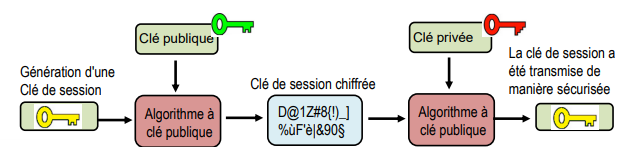 Clé publique
Clé privée
Génération d'une
Clé de session
Algorithme à
clé publique
Clé de session chiffrée
D@1Z#8{!)_]
%ùF'è|&90§
Algorithme à
clé publique
La clé de session a
été transmise de
manière sécurisée